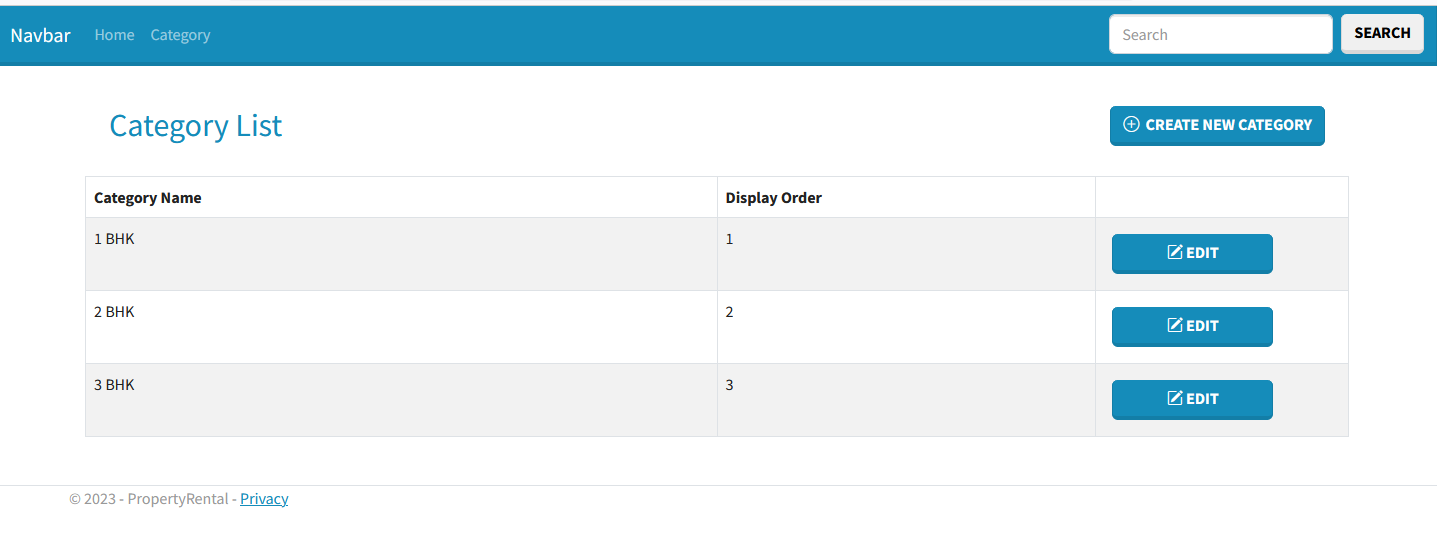 Navbar Home Category Search SEARCH
Category List CREATE NEW CATEGORY
Category Name Display Order
1 BHK 1 EDIT
2 BHK 2 EDIT
3 BHK 3 EDIT
© 2023 - PropertyRental - Privacy